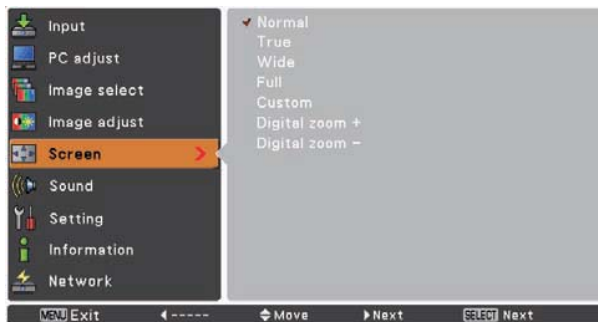 Input
PC adjust
Image select
Image adjust
Screen
Sound
Setting
Information
Network
✔ Normal
True
Wide
Full
Custom
Digital zoom +
Digital zoom –
MENU Exit ◀----- ◆Move ▶Next SELECT Next